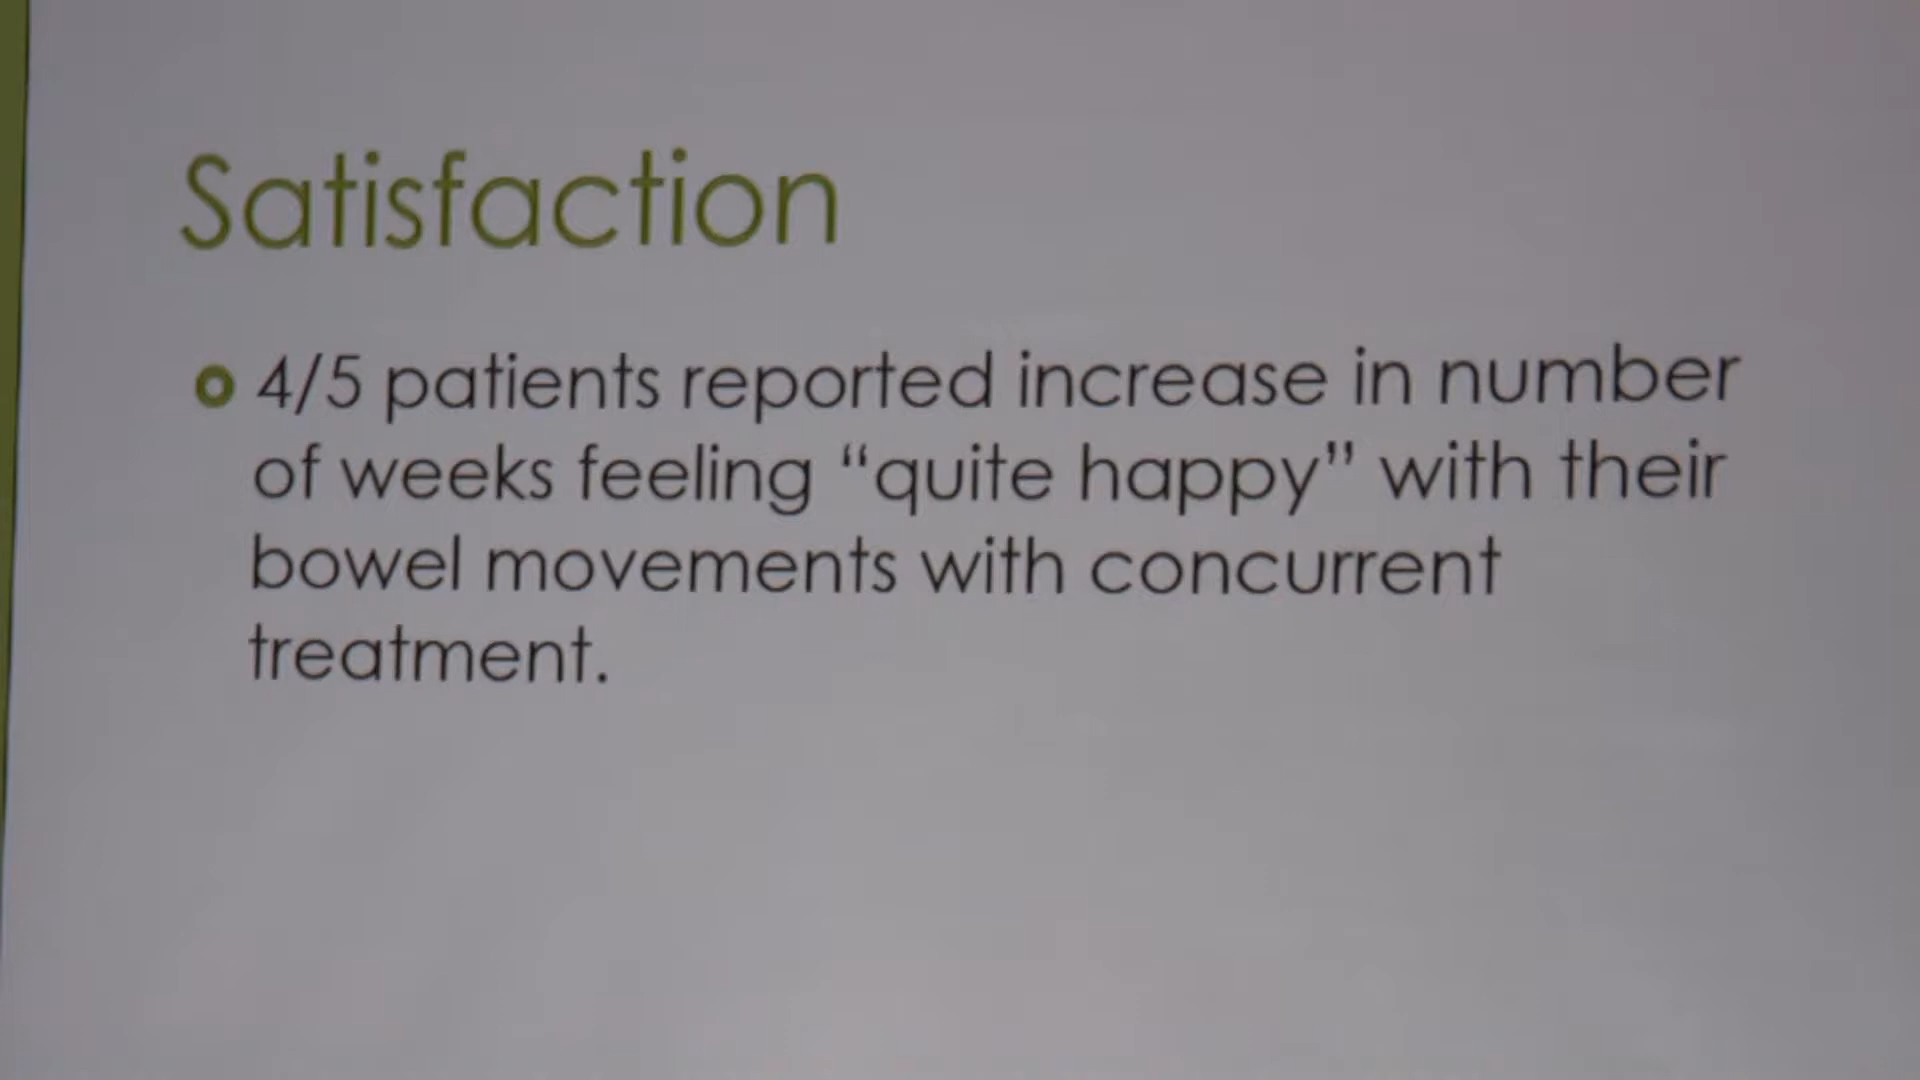 Satisfaction
4/5 patients reported increase in number
of weeks feeling “quite happy” with their
bowel movements with concurrent
treatment.